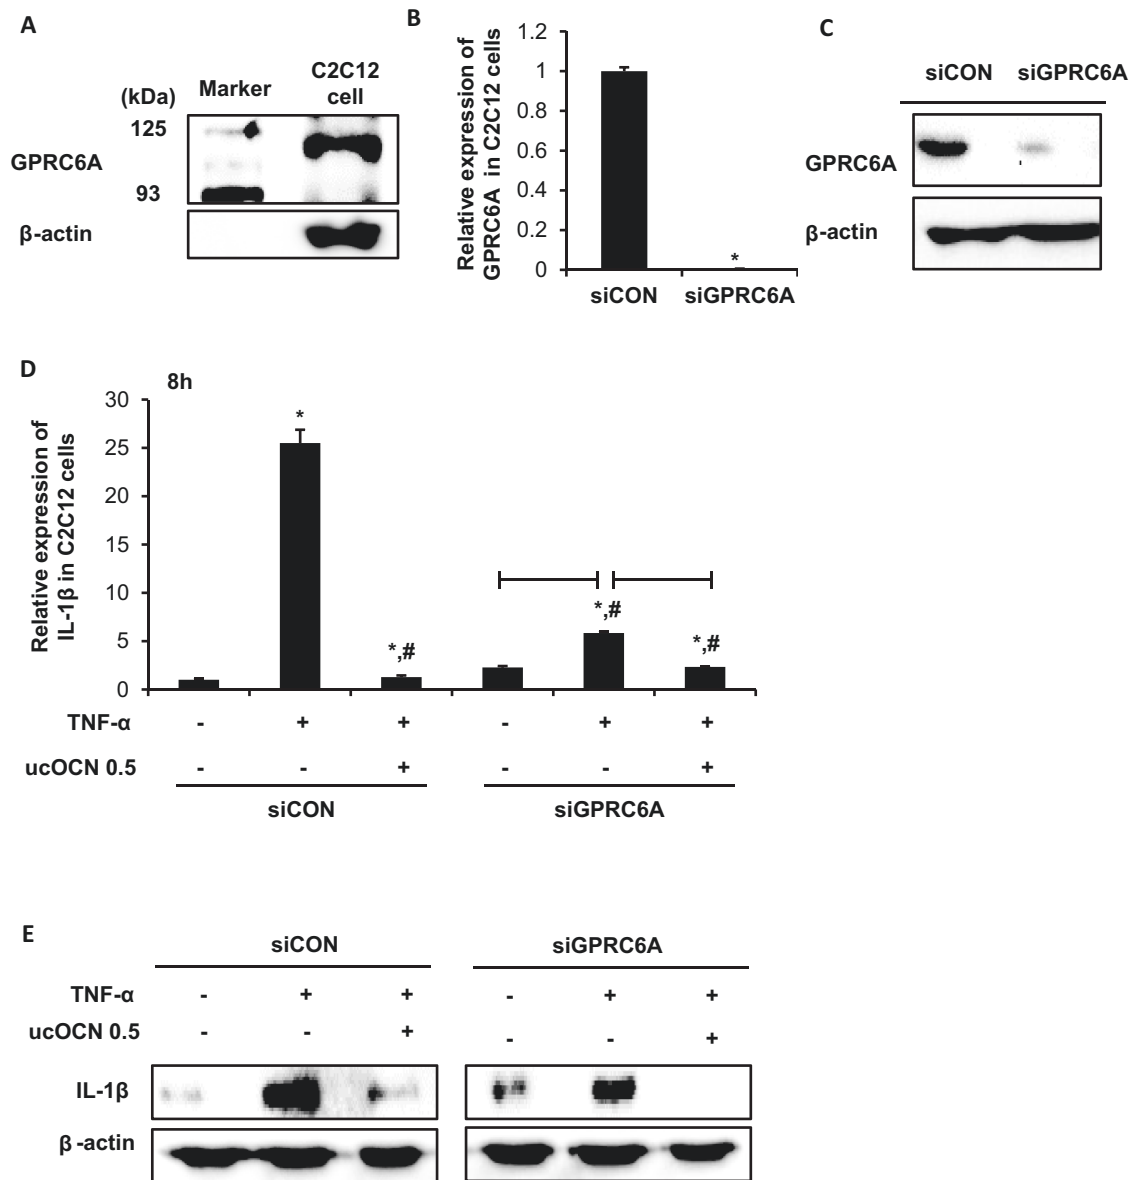 A
(kDa)
Marker
C2C12
cell
125
GPRC6A
93
β-actin
B
Relative expression of
GPRC6A in C2C12 cells
1.2
1
0.8
0.6
0.4
0.2
0
*
siCON
siGPRC6A
C
siCON siGPRC6A
GPRC6A
β-actin
D
8h
Relative expression of
IL-1β in C2C12 cells
30
25
20
15
10
5
0
*
*,#
*,#
*,#
TNF-α - + + - + +
ucOCN 0.5 - - + - - +
siCON siGPRC6A
E
siCON siGPRC6A
TNF-α - + + - + +
ucOCN 0.5 - - + - - +
IL-1β
β-actin